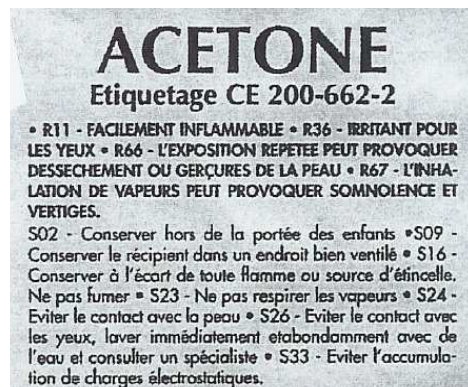 ACETONE
Etiquetage CE 200-662-2
• R11 - FACILEMENT INFLAMMABLE • R36 - IRRITANT POUR
LES YEUX • R66 - L'EXPOSITION REPETEE PEUT PROVOQUER
DESSECHEMENT OU GERÇURES DE LA PEAU • R67 - L'INHA-
LATION DE VAPEURS PEUT PROVOQUER SOMNOLENCE ET
VERTIGES.
S02 - Conserver hors de la portée des enfants •S09 -
Conserver le récipient dans un endroit bien ventilé • S16 -
Conserver à l'écart de toute flamme ou source d'étincelle.
Ne pas fumer • S23 - Ne pas respirer les vapeurs • S24 -
Eviter le contact avec la peau • S26 - Eviter le contact avec
les yeux, laver immédiatement etabondamment avec de
l'eau et consulter un spécialiste • S33 - Eviter l'accumula-
tion de charges électrostatiques.